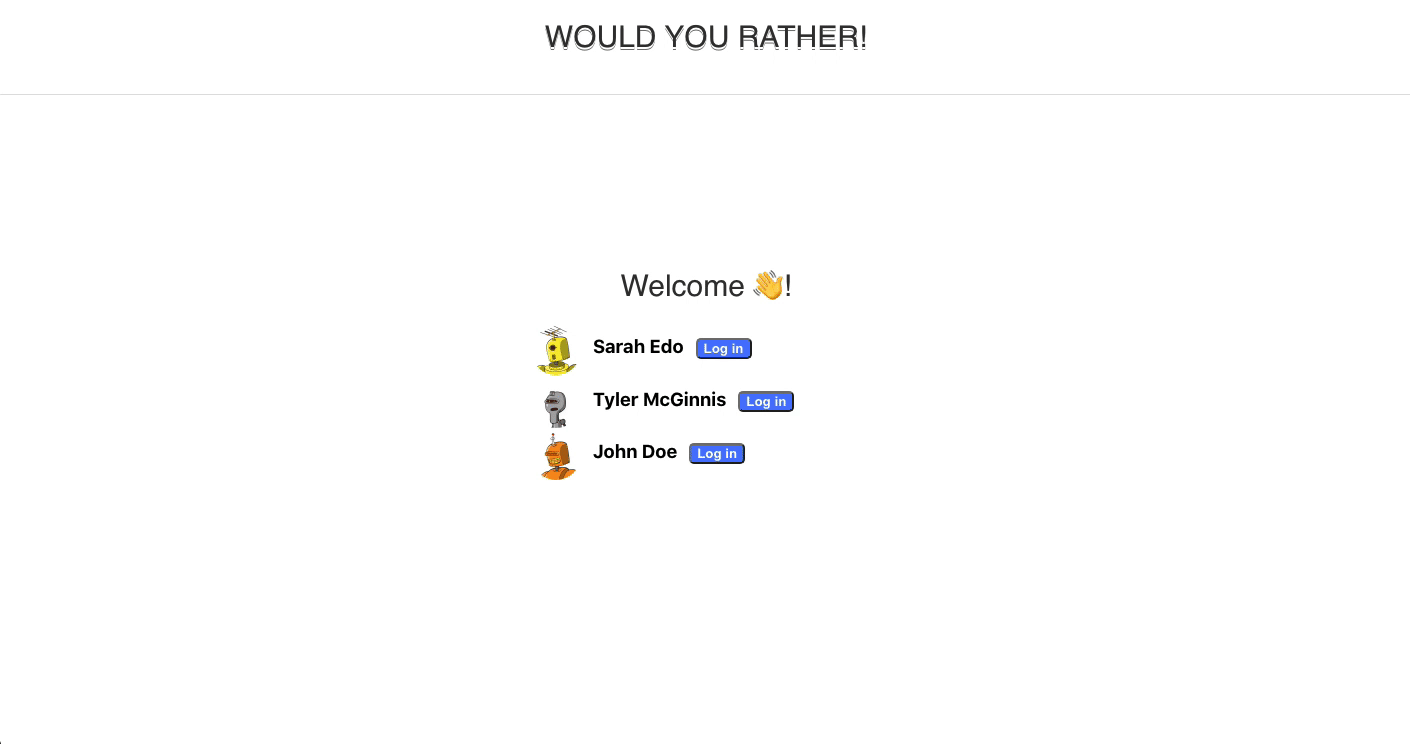 WOULD YOU RATHER!
Welcome 👋!
Sarah Edo Log in
Tyler McGinnis Log in
John Doe Log in